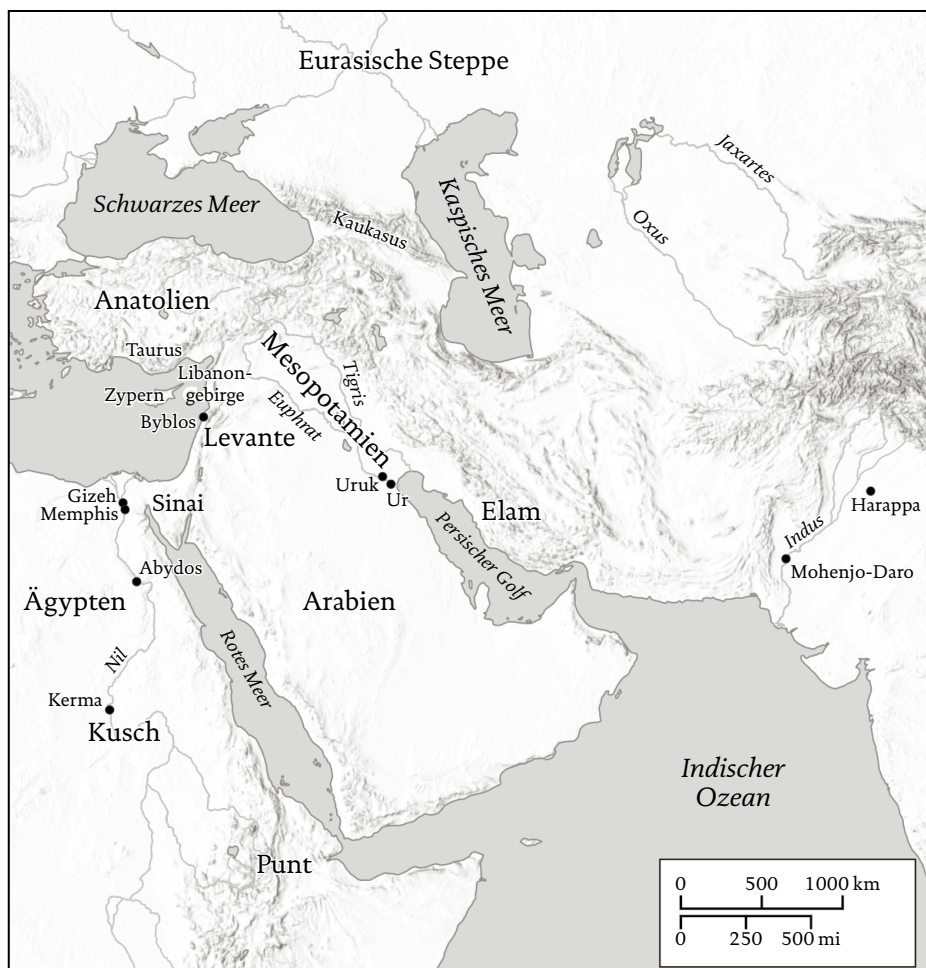 Eurasische Steppe
Jaxartes
Schwarzes Meer
Kaukasus
Kaspisches Meer
Oxus
Anatolien
Taurus
Zypern
Libanon-
gebirge
Byblos
Levante
Mesopotamien
Tigris
Euphrat
Uruk
Ur
Elam
Gizeh
Memphis
Sinai
Persischer Golf
Indus
Harappa
Mohenjo-Daro
Abydos
Ägypten
Arabien
Nil
Rotes Meer
Kerma
Kusch
Indischer
Ozean
Punt
0 500 1000 km
0 250 500 mi